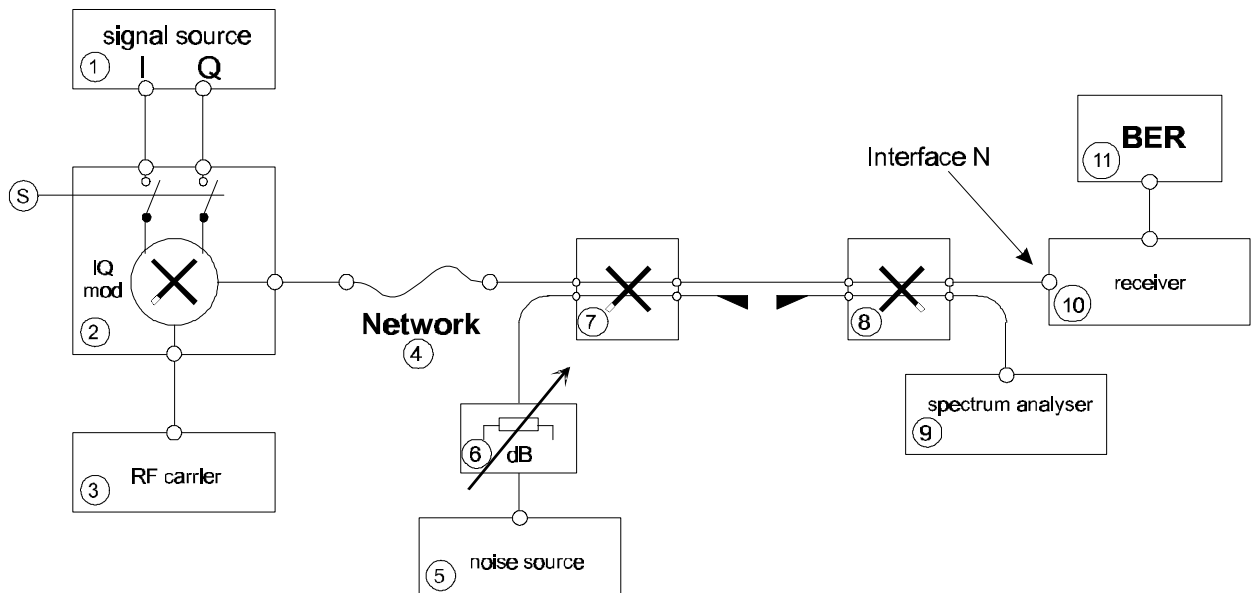 signal source
I Q
1
S
IQ
mod
2
RF carrier
3
Network
4
noise source
5
6
dB
7
8
spectrum analyser
9
Interface N
receiver
10
BER
11